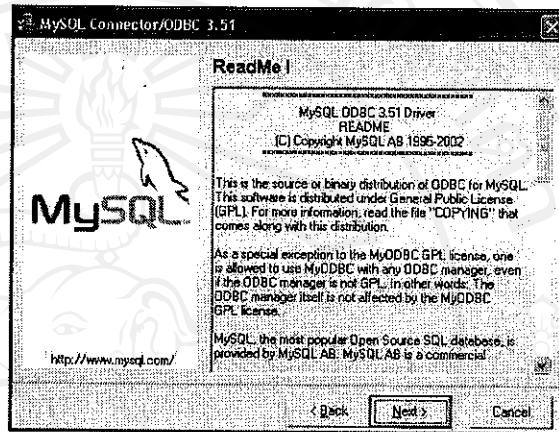 MySQL Connector/ODBC 3.51
ReadMe !
MySQL ODBC 3.51 Driver
README
(C) Copyright MySQL AB 1995-2002
This is the source or binary distribution of ODBC for MySQL.
This software is distributed under General Public License
(GPL). For more information, read the file "COPYING" that
comes along with this distribution.
As a special exception to the MyODBC GPL license, one
is allowed to use MyODBC with any ODBC manager, even
if the ODBC manager is not GPL. In other words: The
ODBC manager itself is not affected by the MyODBC
GPL license.
MySQL, the most popular Open Source SQL database, is
provided by MySQL AB. MySQL AB is a commercial
MySQL
http://www.mysql.com/
< Back
Next >
Cancel